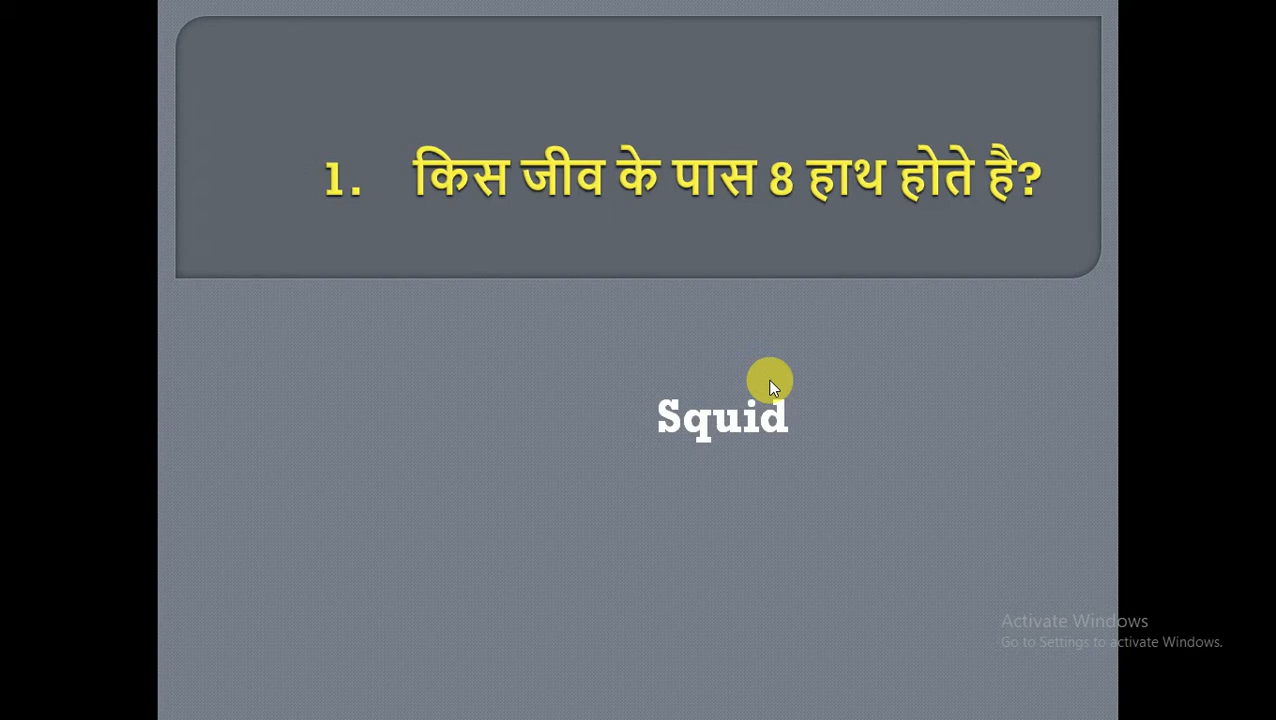 1. किस जीव के पास 8 हाथ होते है?
Squid
Activate Windows
Go to Settings to activate Windows.